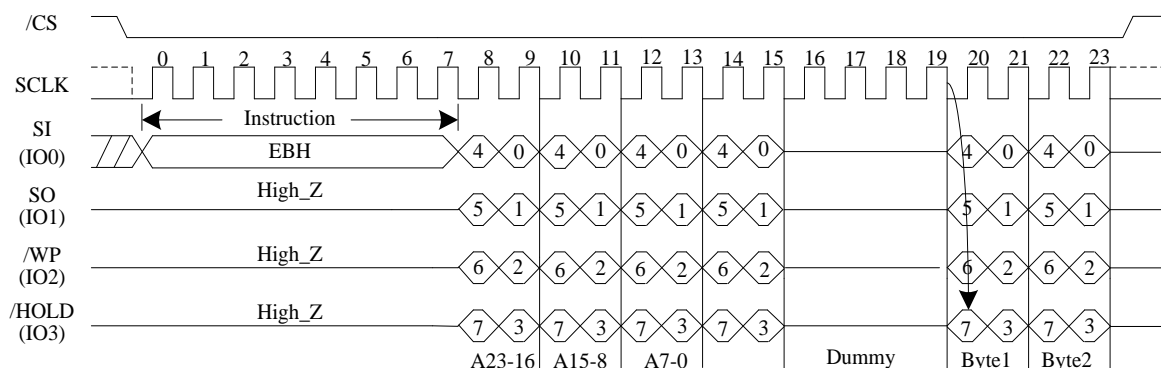 /CS
0 1 2 3 4 5 6 7 8 9 10 11 12 13 14 15 16 17 18 19 20 21 22 23
SCLK
Instruction
SI
(IO0)
EBH
4 0 4 0 4 0 4 0 4 0 4 0
SO
(IO1)
High_Z
5 1 5 1 5 1 5 1 5 1 5 1
/WP
(IO2)
High_Z
6 2 6 2 6 2 6 2 6 2 6 2
/HOLD
(IO3)
High_Z
7 3 7 3 7 3 7 3 7 3 7 3
A23-16 A15-8 A7-0 Dummy Byte1 Byte2